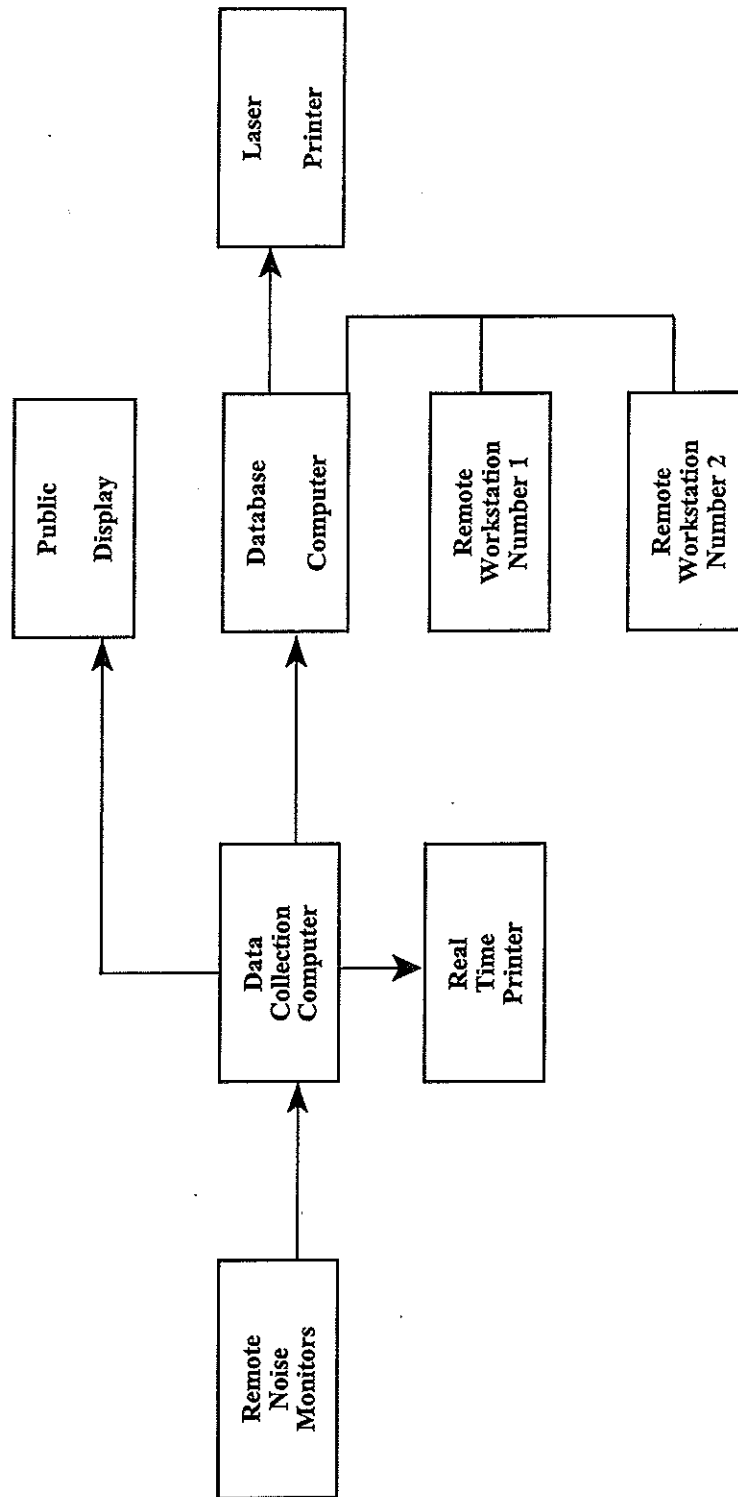 Remote
Noise
Monitors
Data
Collection
Computer
Real
Time
Printer
Public
Display
Database
Computer
Remote
Workstation
Number 1
Remote
Workstation
Number 2
Laser
Printer